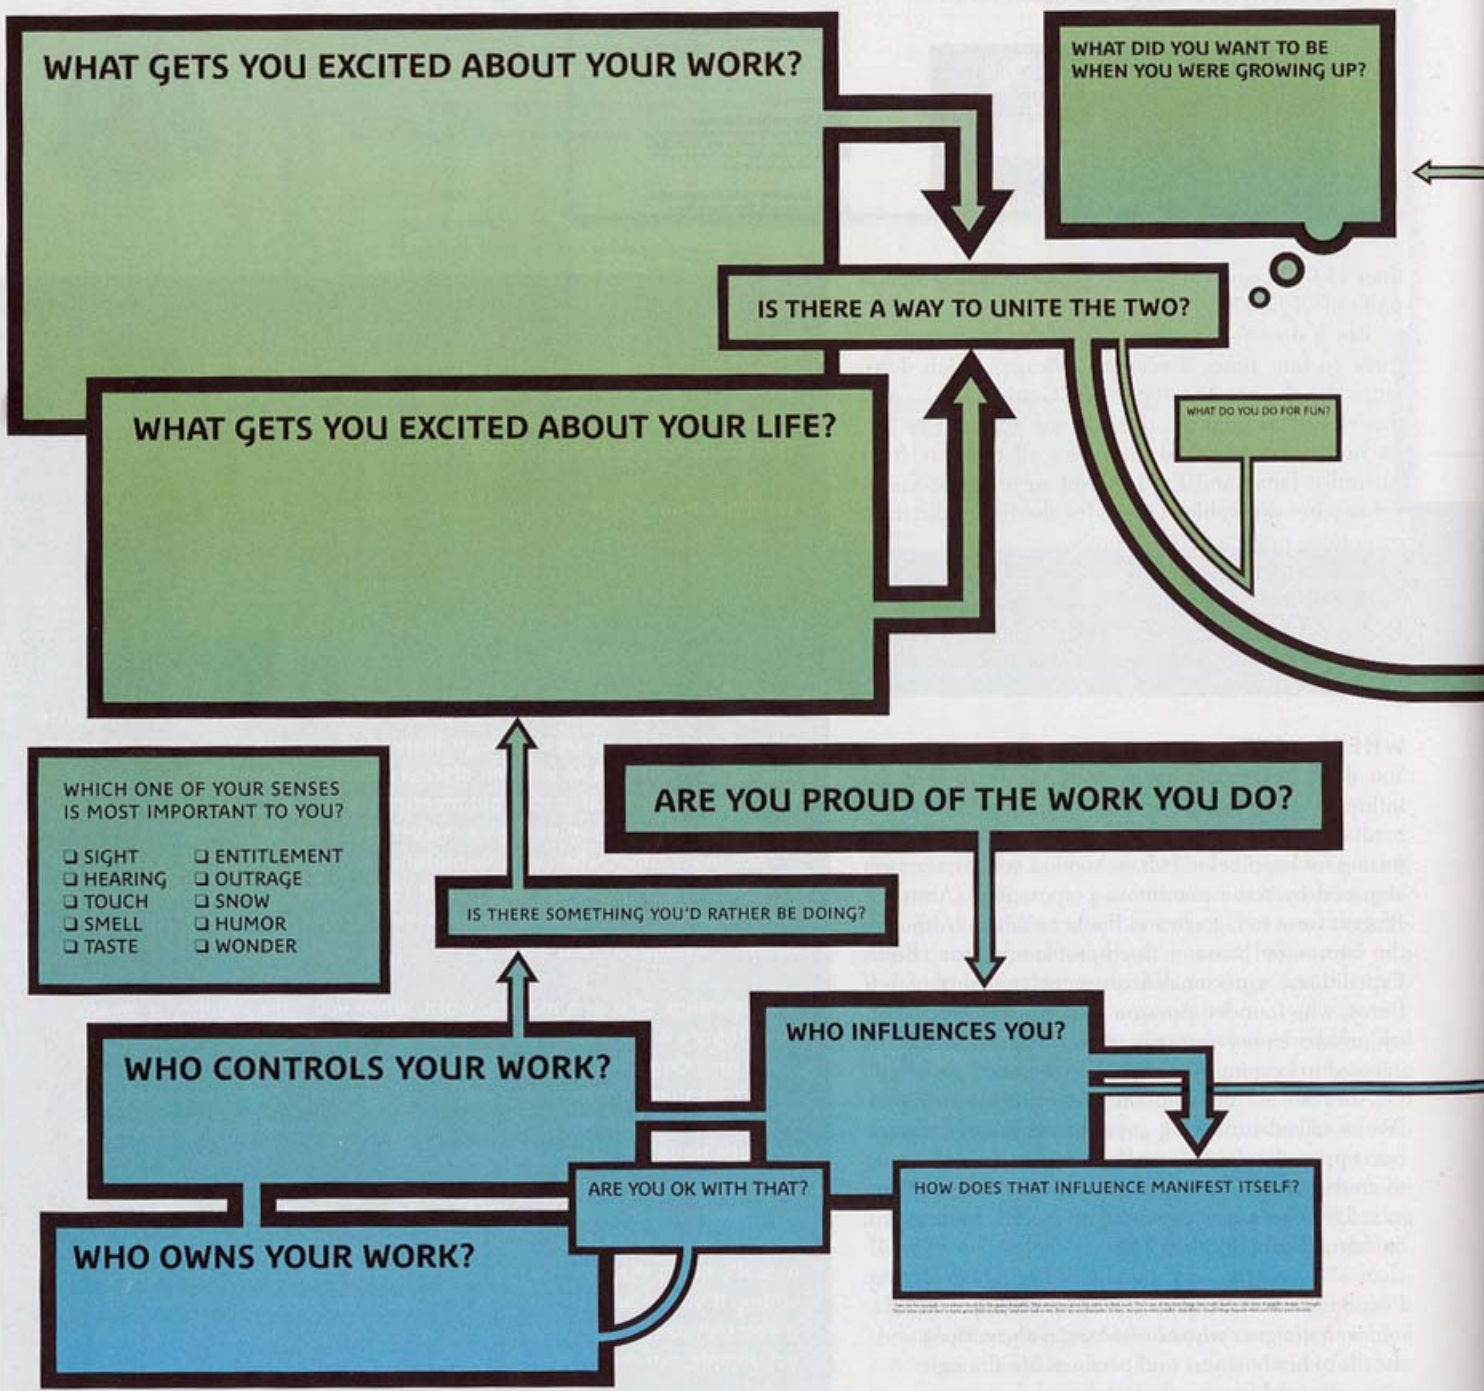 WHAT GETS YOU EXCITED ABOUT YOUR WORK?
WHAT DID YOU WANT TO BE
WHEN YOU WERE GROWING UP?
IS THERE A WAY TO UNITE THE TWO?
WHAT GETS YOU EXCITED ABOUT YOUR LIFE?
WHAT DO YOU DO FOR FUN?
WHICH ONE OF YOUR SENSES
IS MOST IMPORTANT TO YOU?
❑ SIGHT
❑ HEARING
❑ TOUCH
❑ SMELL
❑ TASTE
❑ ENTITLEMENT
❑ OUTRAGE
❑ SNOW
❑ HUMOR
❑ WONDER
ARE YOU PROUD OF THE WORK YOU DO?
IS THERE SOMETHING YOU'D RATHER BE DOING?
WHO CONTROLS YOUR WORK?
WHO INFLUENCES YOU?
ARE YOU OK WITH THAT?
HOW DOES THAT INFLUENCE MANIFEST ITSELF?
WHO OWNS YOUR WORK?